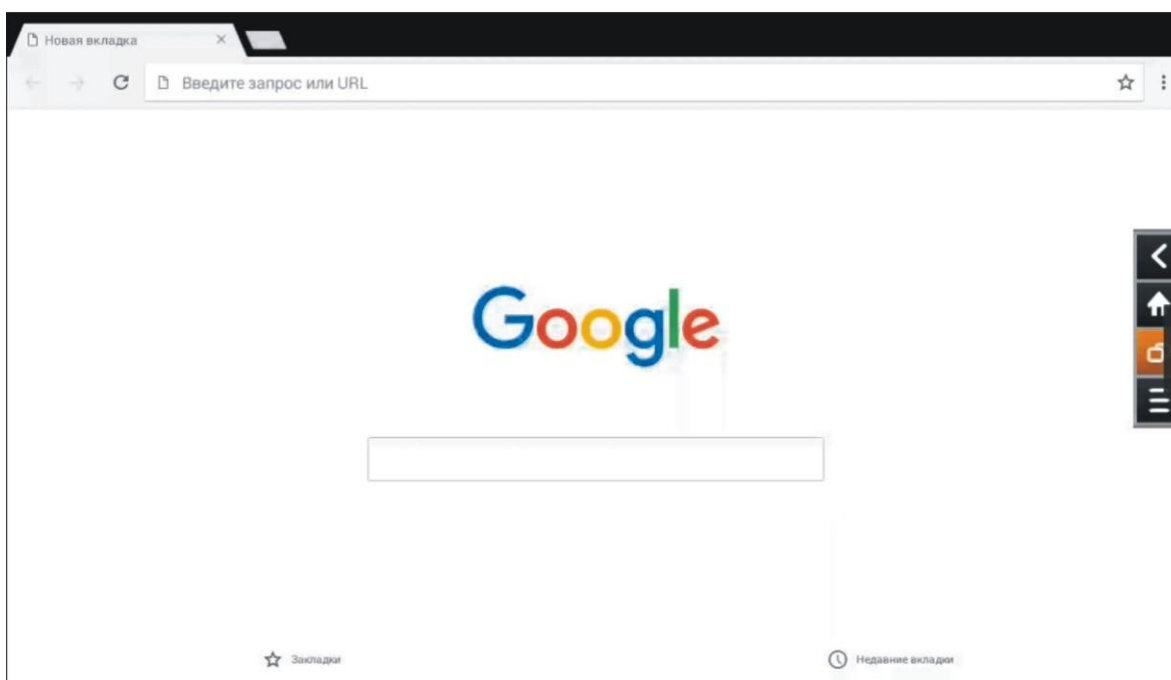 Новая вкладка
Введите запрос или URL
Google
Закладки
Недавние вкладки